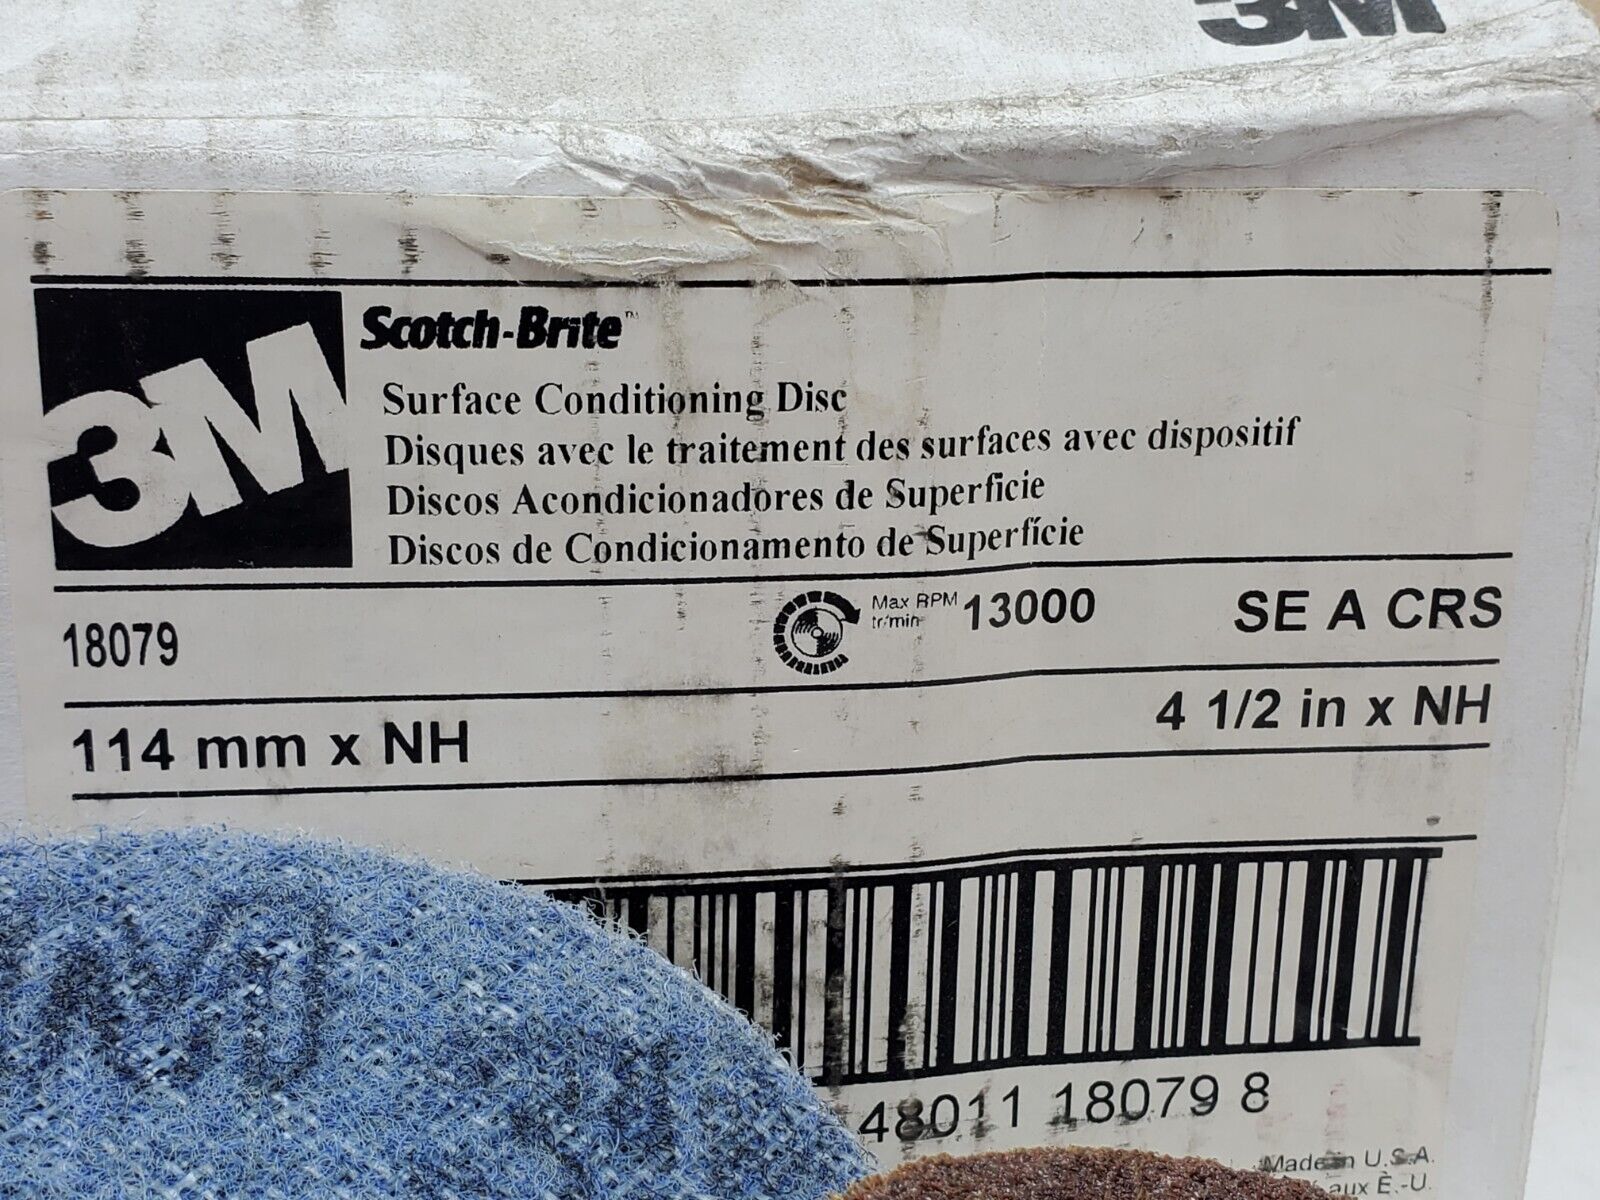 3M
3M
Scotch-Brite™
Surface Conditioning Disc
Disques avec le traitement des surfaces avec dispositif
Discos Acondicionadores de Superficie
Discos de Condicionamento de Superfície
18079
Max RPM
tr/min
13000
SE A CRS
114 mm x NH
4 1/2 in x NH
48011 18079 8
Made in U.S.A.
aux É.-U.